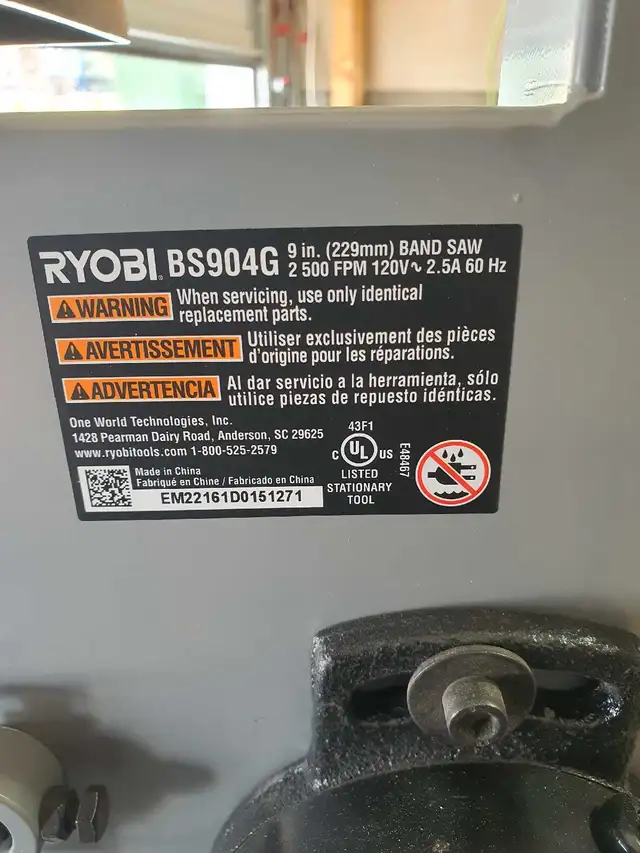 RYOBI BS904G 9 in. (229mm) BAND SAW
2 500 FPM 120V~ 2.5A 60 Hz
WARNING When servicing, use only identical
replacement parts.
AVERTISSEMENT Utiliser exclusivement des pièces
d'origine pour les réparations.
ADVERTENCIA Al dar servicio a la herramienta, sólo
utilice piezas de repuesto idénticas.
One World Technologies, Inc.
1428 Pearman Dairy Road, Anderson, SC 29625
www.ryobitools.com 1-800-525-2579
Made in China
Fabriqué en Chine / Fabricado en China
EM22161D0151271
43F1
C UL US
LISTED
STATIONARY
TOOL
E48467